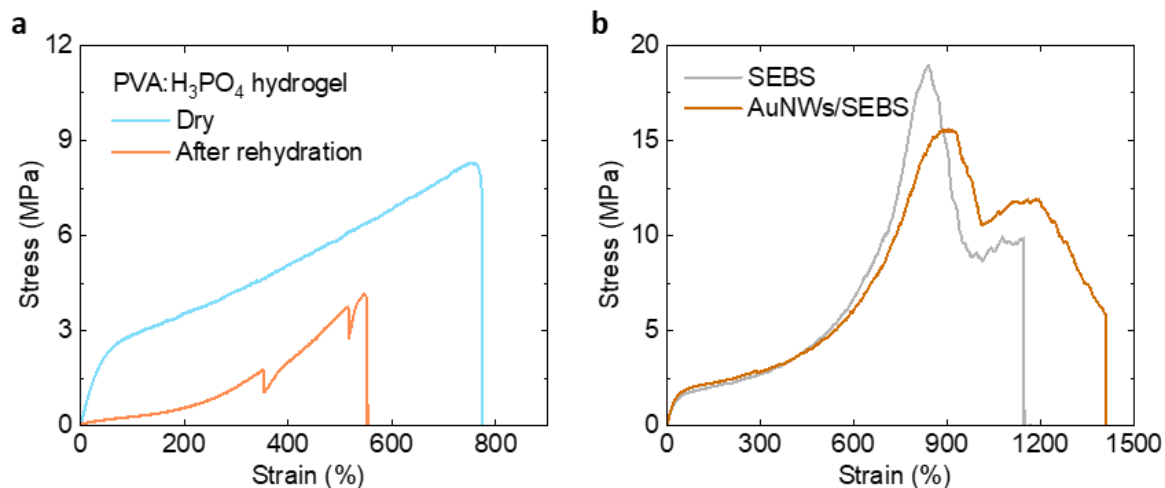 a
12
9
6
3
0
Stress (MPa)
PVA:H₃PO₄ hydrogel
Dry
After rehydration
0 200 400 600 800
Strain (%)
b
20
15
10
5
0
Stress (MPa)
SEBS
AuNWs/SEBS
0 300 600 900 1200 1500
Strain (%)